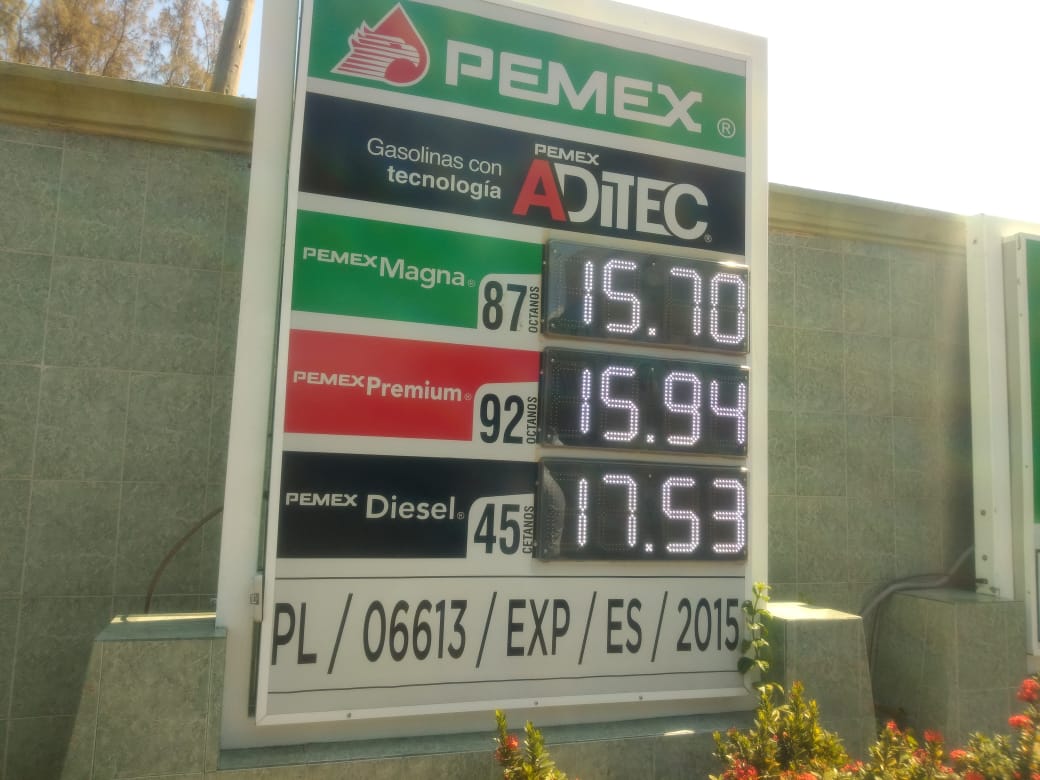 PEMEX®
Gasolinas con
tecnología
PEMEX
ADITEC®
PEMEX Magna® 87 OCTANOS 15.70
PEMEX Premium® 92 OCTANOS 15.94
PEMEX Diesel® 45 CETANOS 17.53
PL / 06613 / EXP / ES / 2015